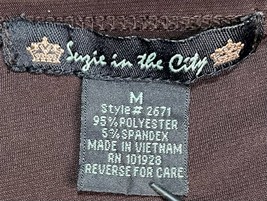 Suzie in the City
M
Style# 2671
95% POLYESTER
5% SPANDEX
MADE IN VIETNAM
RN 101928
REVERSE FOR CARE